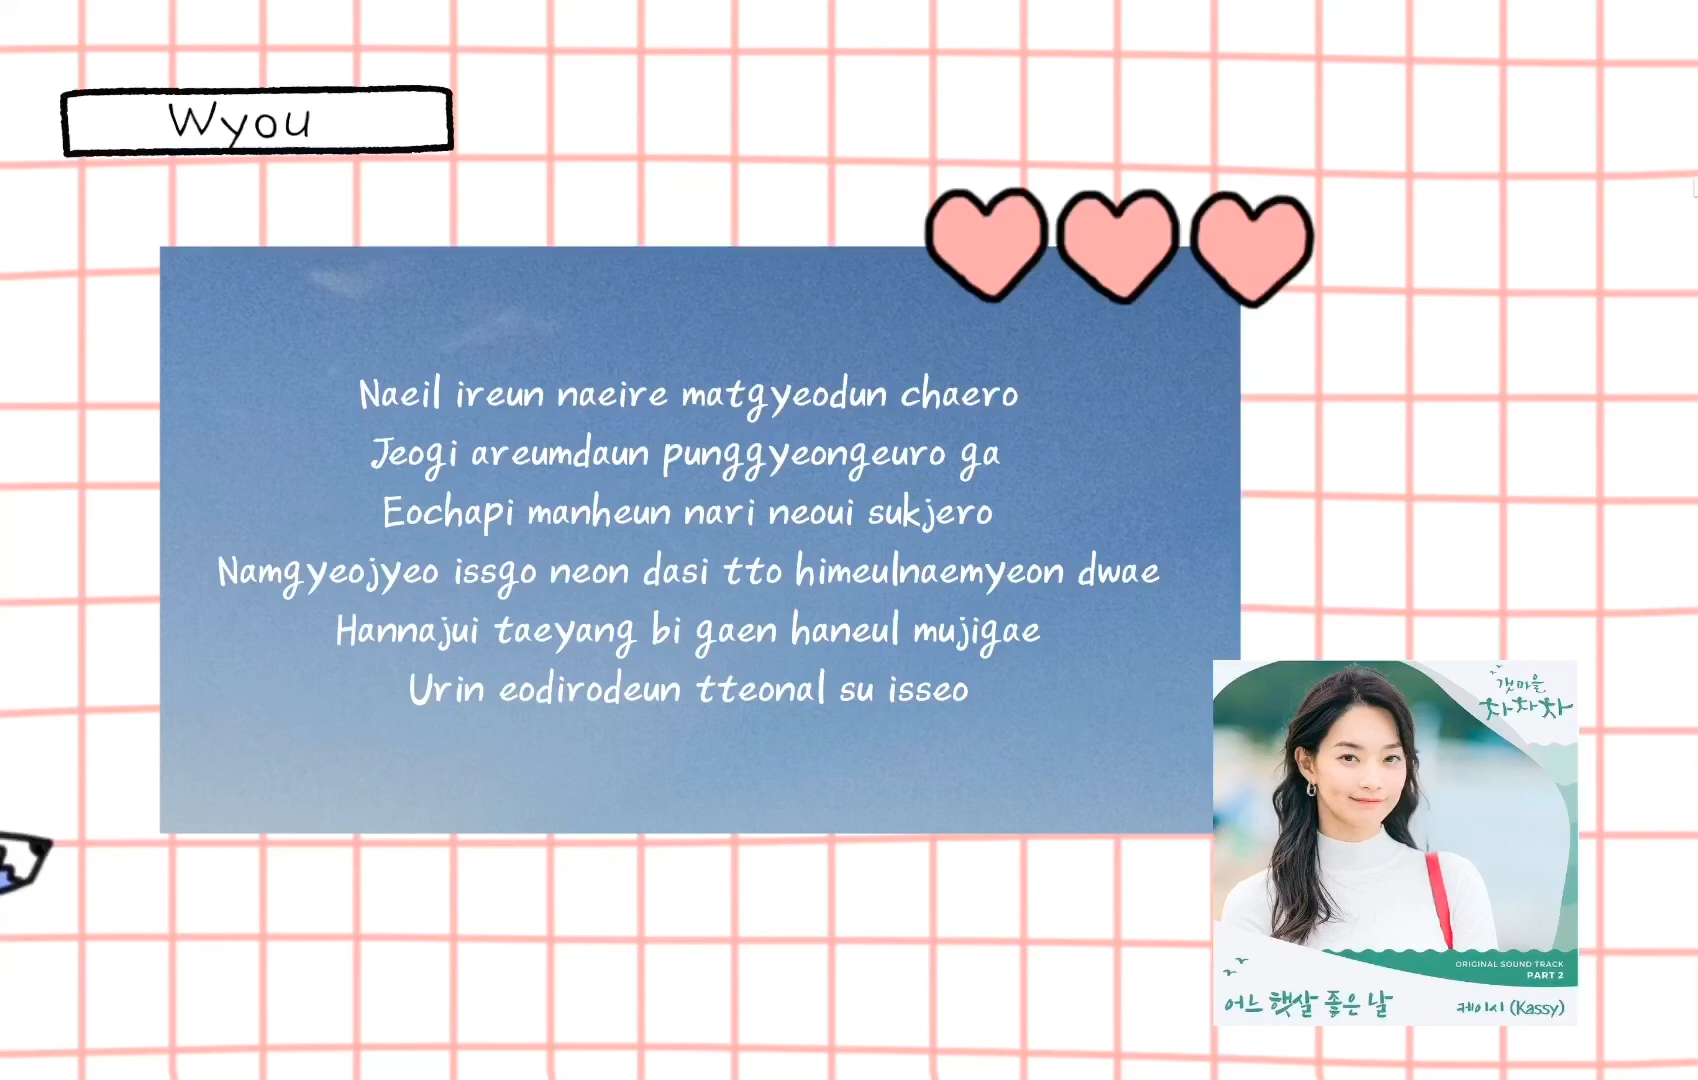 Wyou
Naeil ireun naeire matgyeodun chaero
Jeogi areumdaun punggyeongeuro ga
Eochapi manheun nari neoui sukjero
Namgyeojyeo issgo neon dasi tto himeulnaemyeon dwae
Hannajui taeyang bi gaen haneul mujigae
Urin eodirodeun tteonal su isseo
갯마을
차차차
ORIGINAL SOUND TRACK
PART 2
어느 햇살 좋은 날
케이시 (Kassy)